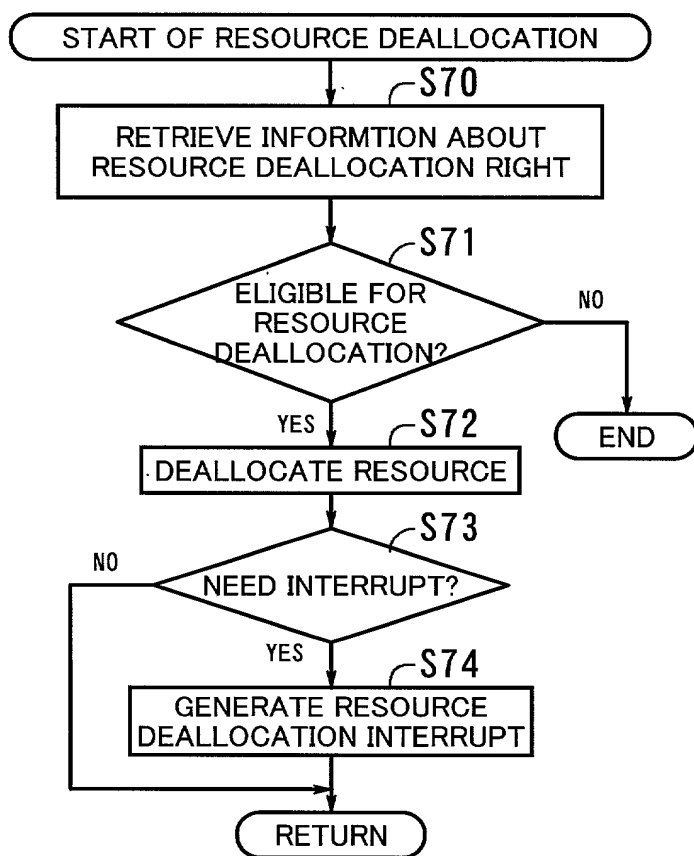 START OF RESOURCE DEALLOCATION
S70
RETRIEVE INFORMTION ABOUT
RESOURCE DEALLOCATION RIGHT
S71
ELIGIBLE FOR
RESOURCE
DEALLOCATION?
NO
YES
END
S72
DEALLOCATE RESOURCE
S73
NO
NEED INTERRUPT?
YES
S74
GENERATE RESOURCE
DEALLOCATION INTERRUPT
RETURN